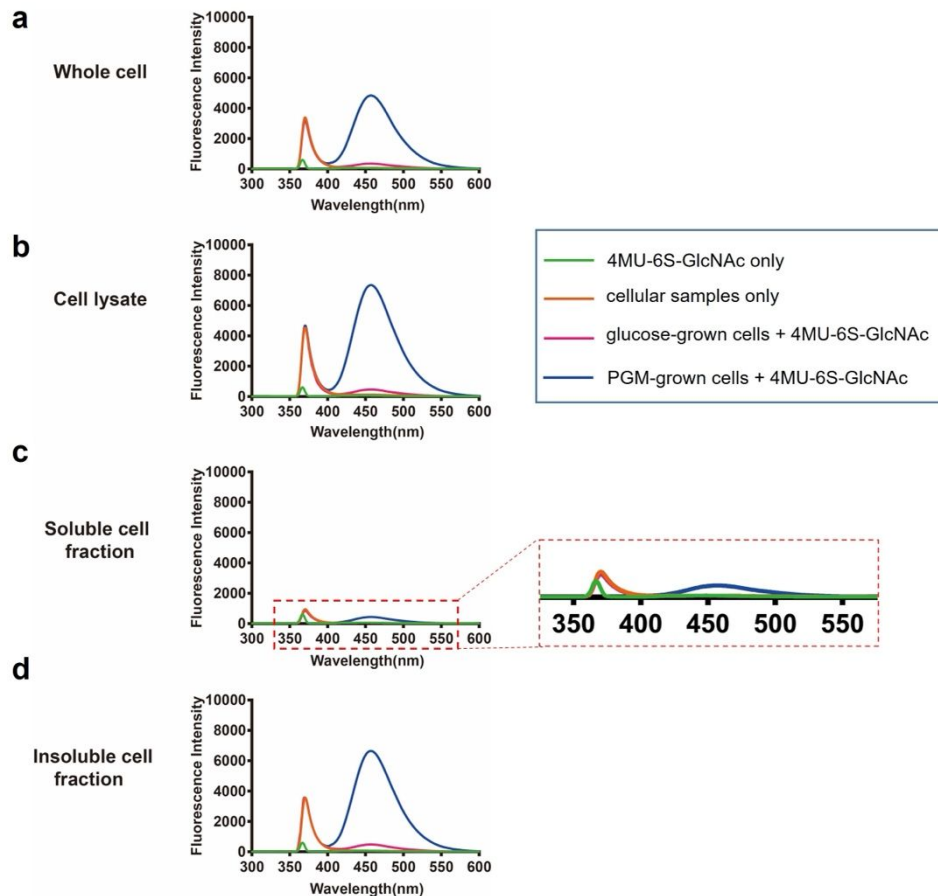 a
Whole cell
Fluorescence Intensity
10000
8000
6000
4000
2000
0
300 350 400 450 500 550 600
Wavelength(nm)
b
Cell lysate
Fluorescence Intensity
10000
8000
6000
4000
2000
0
300 350 400 450 500 550 600
Wavelength(nm)
4MU-6S-GlcNAc only
cellular samples only
glucose-grown cells + 4MU-6S-GlcNAc
PGM-grown cells + 4MU-6S-GlcNAc
c
Soluble cell
fraction
Fluorescence Intensity
10000
8000
6000
4000
2000
0
300 350 400 450 500 550 600
Wavelength(nm)
350 400 450 500 550
d
Insoluble cell
fraction
Fluorescence Intensity
10000
8000
6000
4000
2000
0
300 350 400 450 500 550 600
Wavelength(nm)